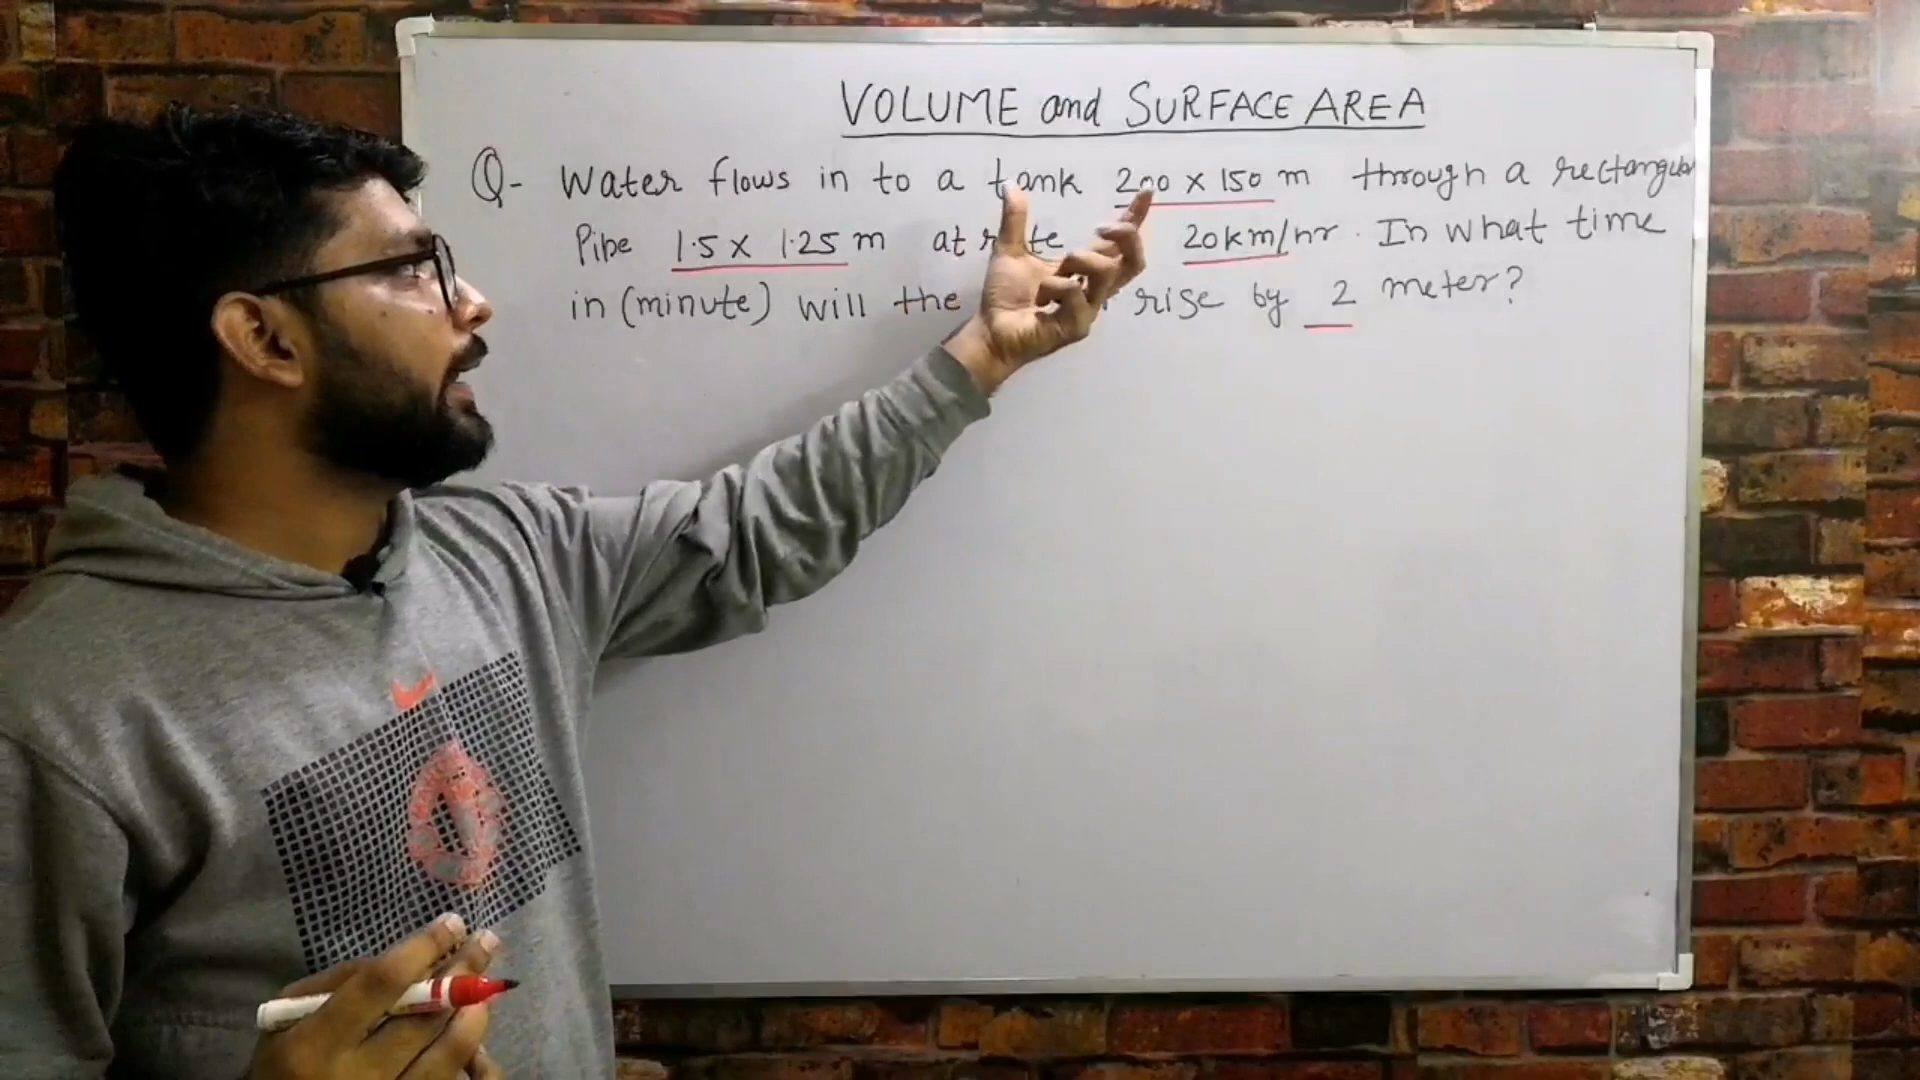 VOLUME and SURFACE AREA
Q- Water flows in to a tank 200 x 150 m through a rectangular
Pipe 1.5 x 1.25 m at rate 20km/hr. In what time
in (minute) will the rise by 2 meter?